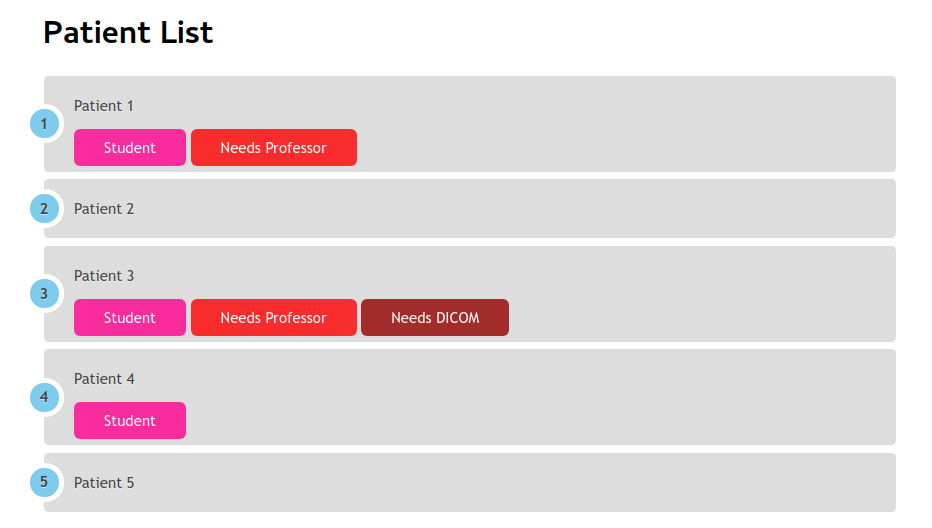 Patient List
1
Patient 1
Student Needs Professor
2
Patient 2
3
Patient 3
Student Needs Professor Needs DICOM
4
Patient 4
Student
5
Patient 5